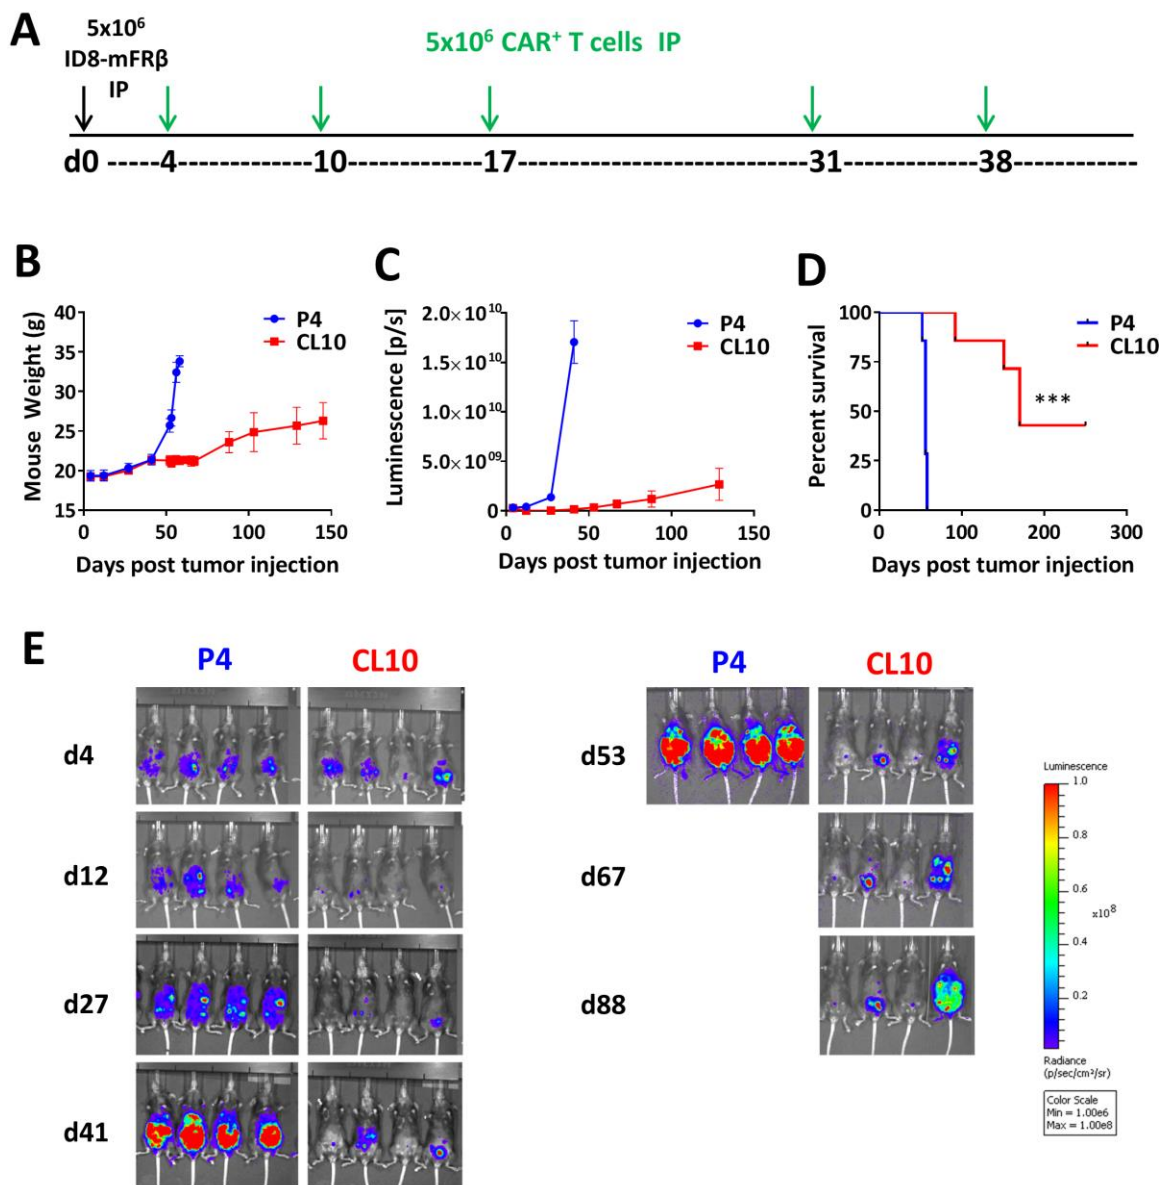 A
5x10⁶
ID8-mFRβ
IP
5x10⁶ CAR⁺ T cells IP
d0 -----4------------10------------17------------------------31------------38-----------
B
Mouse Weight (g)
40
35
30
25
20
15
0 50 100 150
Days post tumor injection
P4
CL10
C
Luminescence [p/s]
2.0×10¹⁰
1.5×10¹⁰
1.0×10¹⁰
5.0×10⁰⁹
0
0 50 100 150
Days post tumor injection
P4
CL10
D
Percent survival
100
75
50
25
0
0 100 200 300
Days post tumor injection
P4
CL10
***
E
P4 CL10
d4
d12
d27
d41
P4 CL10
d53
d67
d88
Luminescence
1.0
0.8
0.6
x10⁸
0.4
0.2
Radiance
(p/sec/cm²/sr)
Color Scale
Min = 1.00e6
Max = 1.00e8